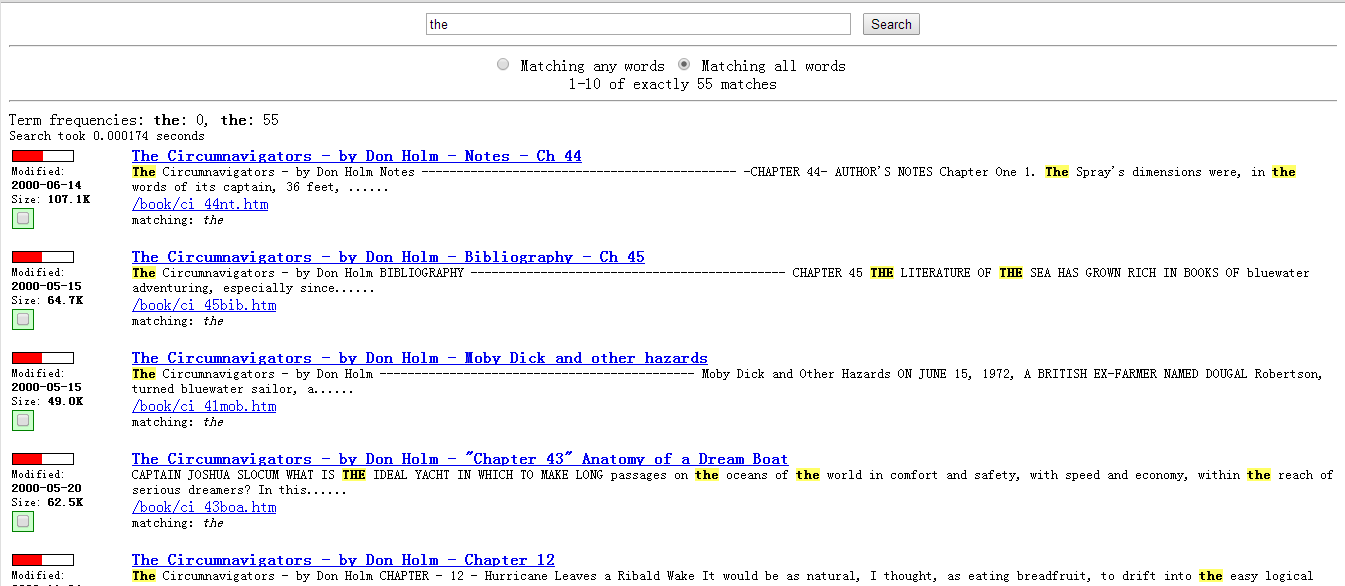 the Search
Matching any words Matching all words
1-10 of exactly 55 matches
Term frequencies: the: 0, the: 55
Search took 0.000174 seconds
The Circumnavigators - by Don Holm - Notes - Ch 44
Modified:
2000-06-14
Size: 107.1K
The Circumnavigators - by Don Holm Notes ------------------------------------------ -CHAPTER 44- AUTHOR'S NOTES Chapter One 1. The Spray's dimensions were, in the
words of its captain, 36 feet, ......
/book/ci_44nt.htm
matching: the
The Circumnavigators - by Don Holm - Bibliography - Ch 45
Modified:
2000-05-15
Size: 64.7K
The Circumnavigators - by Don Holm BIBLIOGRAPHY ------------------------------------------ CHAPTER 45 THE LITERATURE OF THE SEA HAS GROWN RICH IN BOOKS OF bluewater
adventuring, especially since......
/book/ci_45bib.htm
matching: the
The Circumnavigators - by Don Holm - Moby Dick and other hazards
Modified:
2000-05-15
Size: 49.0K
The Circumnavigators - by Don Holm ------------------------------------------ Moby Dick and Other Hazards ON JUNE 15, 1972, A BRITISH EX-FARMER NAMED DOUGAL Robertson,
turned bluewater sailor, a......
/book/ci_41mob.htm
matching: the
The Circumnavigators - by Don Holm - "Chapter 43" Anatomy of a Dream Boat
Modified:
2000-05-20
Size: 62.5K
CAPTAIN JOSHUA SLOCUM WHAT IS THE IDEAL YACHT IN WHICH TO MAKE LONG passages on the oceans of the world in comfort and safety, with speed and economy, within the reach of
serious dreamers? In this......
/book/ci_43boa.htm
matching: the
The Circumnavigators - by Don Holm - Chapter 12
Modified:
The Circumnavigators - by Don Holm CHAPTER - 12 - Hurricane Leaves a Ribald Wake It would be as natural, I thought, as eating breadfruit, to drift into the easy logical